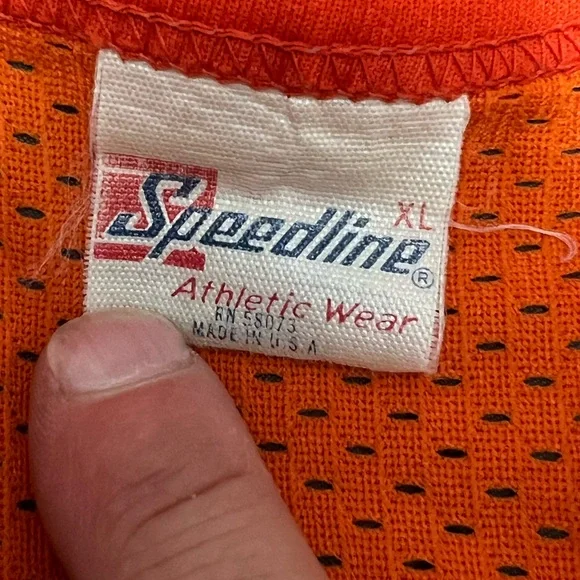 XL
Speedline®
Athletic Wear
RN 58073
MADE IN U.S.A